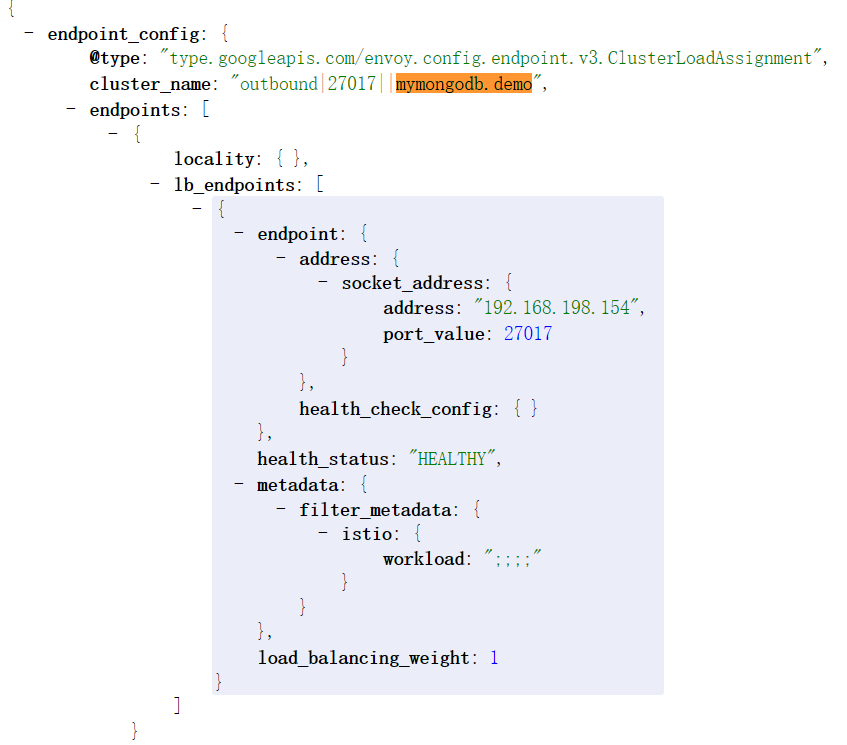 {
- endpoint_config: {
@type: "type.googleapis.com/envoy.config.endpoint.v3.ClusterLoadAssignment",
cluster_name: "outbound|27017||mymongodb.demo",
- endpoints: [
- {
locality: { },
- lb_endpoints: [
- {
- endpoint: {
- address: {
- socket_address: {
address: "192.168.198.154",
port_value: 27017
}
},
health_check_config: { }
},
health_status: "HEALTHY",
- metadata: {
- filter_metadata: {
- istio: {
workload: ";;;;"
}
}
},
load_balancing_weight: 1
}
]
}